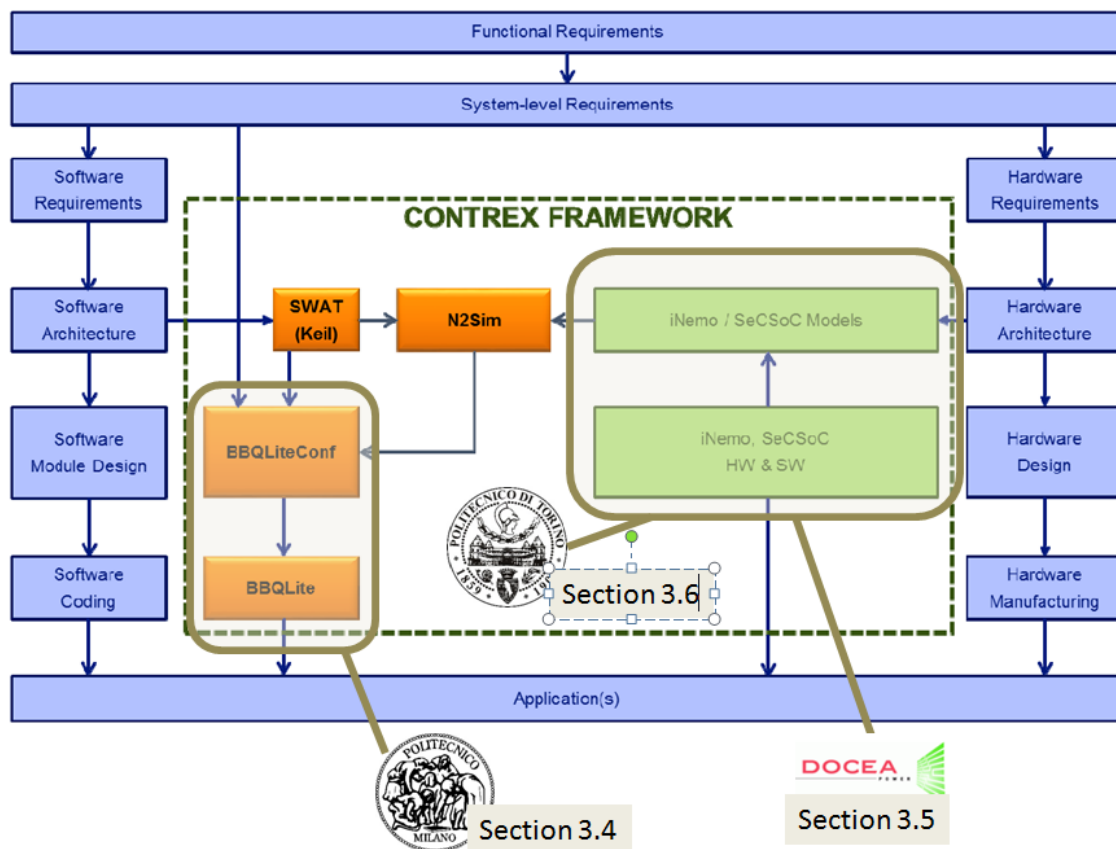 Functional Requirements
System-level Requirements
Software
Requirements
Hardware
Requirements
CONTREX FRAMEWORK
Software
Architecture
SWAT
(Keil)
N2Sim
iNemo / SeCSoC Models
Hardware
Architecture
Software
Module Design
BBQLiteConf
iNemo, SeCSoC
HW & SW
Hardware
Design
POLITECNICO DI TORINO
1859
Software
Coding
BBQLite
Section 3.6
Hardware
Manufacturing
Application(s)
POLITECNICO
MILANO
Section 3.4
DOCEA
POWER
Section 3.5